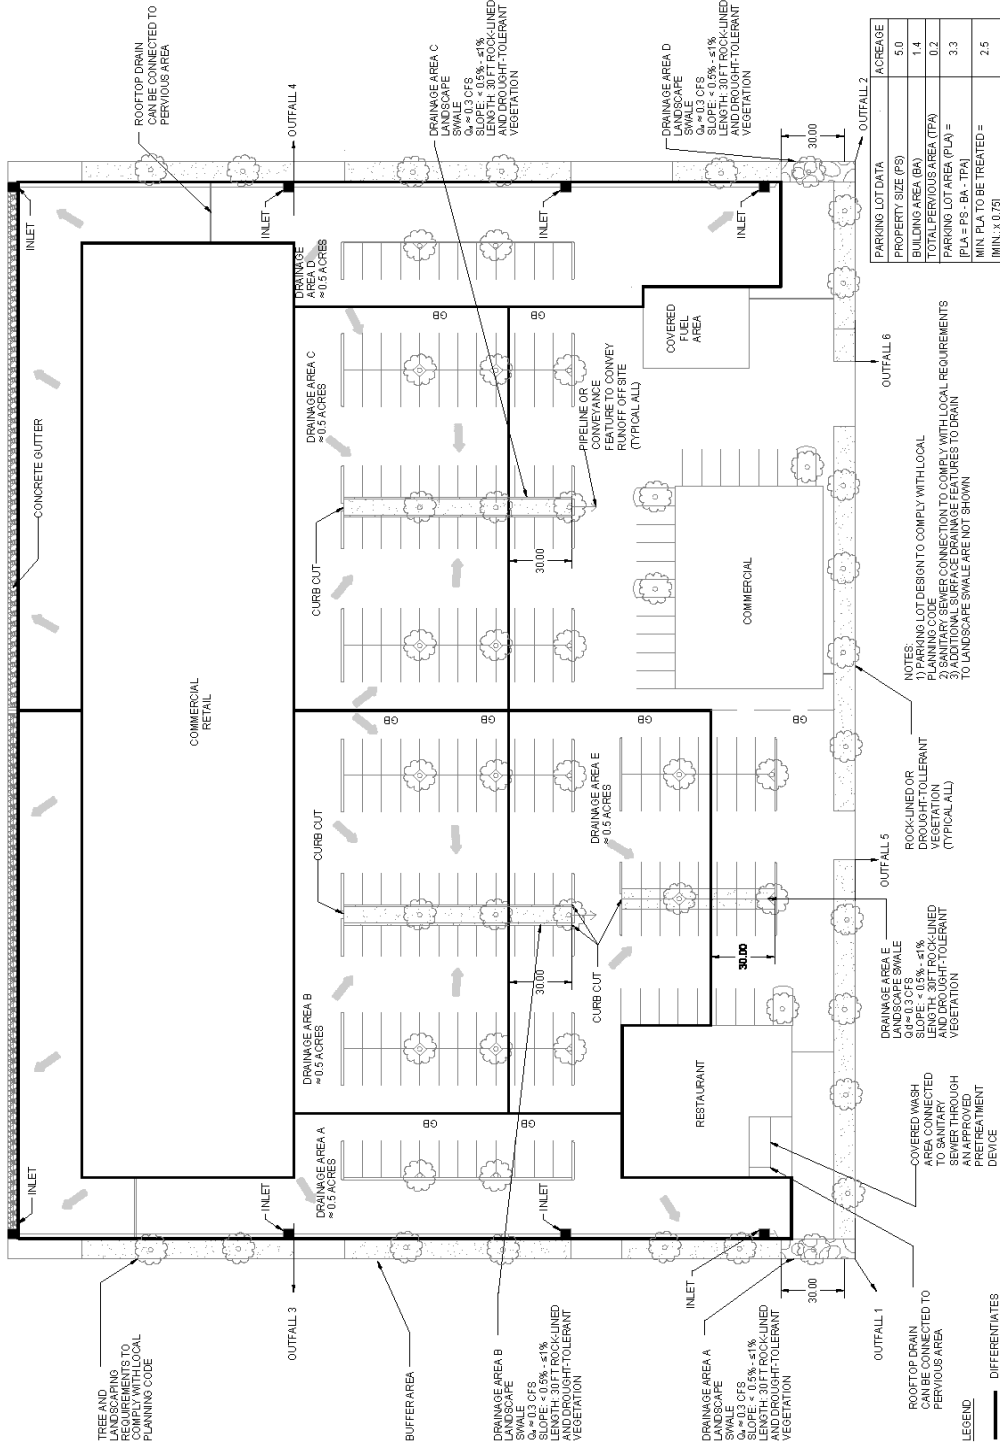 ROOFTOP DRAIN
CAN BE CONNECTED TO
PERVIOUS AREA
OUTFALL 4
DRAINAGE AREA C
LANDSCAPE
SWALE
Qd ≈ 0.3 CFS
SLOPE: < 0.5% - ≤1%
LENGTH: 30 FT ROCK-LINED
AND DROUGHT-TOLERANT
VEGETATION
DRAINAGE AREA D
LANDSCAPE
SWALE
Qd ≈ 0.3 CFS
SLOPE: < 0.5% - ≤1%
LENGTH: 30 FT ROCK-LINED
AND DROUGHT-TOLERANT
VEGETATION
30.00
OUTFALL 2
PARKING LOT DATA ACREAGE
PROPERTY SIZE (PS) 5.0
BUILDING AREA (BA) 1.4
TOTAL PERVIOUS AREA (TPA) 0.2
PARKING LOT AREA (PLA) = 3.3
[PLA = PS - BA - TPA]
MIN. PLA TO BE TREATED = 2.5
[MIN. x 0.75]
INLET
INLET
INLET
INLET
DRAINAGE
AREA D
≈ 0.5 ACRES
GB
GB
COVERED
FUEL
AREA
OUTFALL 6
CONCRETE GUTTER
DRAINAGE AREA C
≈ 0.5 ACRES
PIPELINE OR
CONVEYANCE
FEATURE TO CONVEY
RUNOFF OFFSITE
(TYPICAL ALL)
CURB CUT
30.00
COMMERCIAL
NOTES:
1) PARKING LOT DESIGN TO COMPLY WITH LOCAL
PLANNING CODE
2) SANITARY SEWER CONNECTION TO COMPLY WITH LOCAL REQUIREMENTS
3) ADDITIONAL SURFACE DRAINAGE FEATURES TO DRAIN
TO LANDSCAPE SWALE ARE NOT SHOWN
COMMERCIAL
RETAIL
GB
GB
GB
GB
ROCK-LINED OR
DROUGHT-TOLLERANT
VEGETATION
(TYPICAL ALL)
CURB CUT
DRAINAGE AREA E
≈ 0.5 ACRES
OUTFALL 5
30.00
CURB CUT
30.00
DRAINAGE AREA E
LANDSCAPE SWALE
Qd ≈ 0.3 CFS
SLOPE: < 0.5% - ≤1%
LENGTH: 30FT ROCK-LINED
AND DROUGHT-TOLERANT
VEGETATION
DRAINAGE AREA B
≈ 0.5 ACRES
RESTAURANT
COVERED WASH
AREA CONNECTED
TO SANITARY
SEWER THROUGH
AN APPROVED
PRETREATMENT
DEVICE
GB
GB
DRAINAGE AREA A
≈ 0.5 ACRES
INLET
INLET
INLET
INLET
30.00
TREE AND
LANDSCAPING
REQUIREMENTS TO
COMPLY WITH LOCAL
PLANNING CODE
OUTFALL 3
BUFFER AREA
DRAINAGE AREA B
LANDSCAPE
SWALE
Qd ≈ 0.3 CFS
SLOPE: < 0.5% - ≤1%
LENGTH: 30 FT ROCK-LINED
AND DROUGHT-TOLERANT
VEGETATION
DRAINAGE AREA A
LANDSCAPE
SWALE
Qd ≈ 0.3 CFS
SLOPE: < 0.5% - ≤1%
LENGTH: 30 FT ROCK-LINED
AND DROUGHT-TOLERANT
VEGETATION
OUTFALL 1
ROOFTOP DRAIN
CAN BE CONNECTED TO
PERVIOUS AREA
LEGEND
DIFFERENTIATES